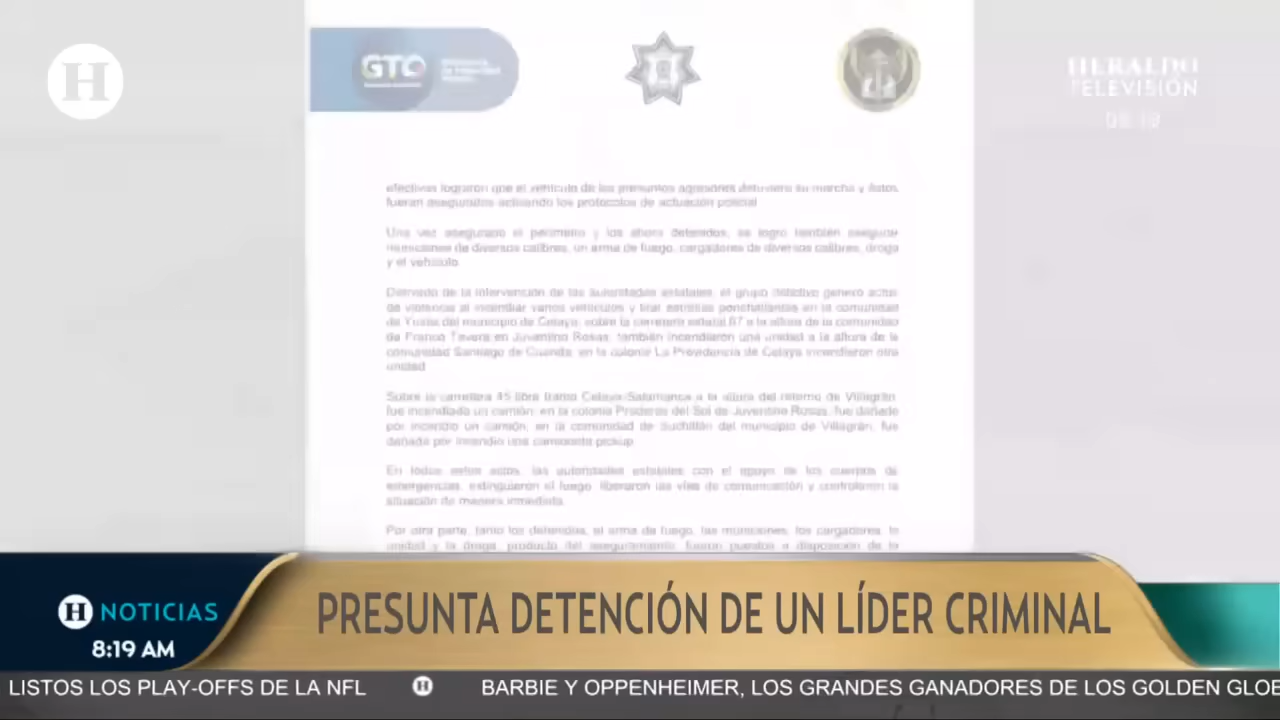 H
GTO
HERALDO
TELEVISIÓN
efectivos lograron que el vehículo de los presuntos agresores detuviera su marcha y éstos
fueran asegurados activando los protocolos de actuación policial.
Una vez asegurado el perímetro y los ahora detenidos, se logró también asegurar
municiones de diversos calibres, un arma de fuego, cargadores de diversos calibres, droga
y el vehículo.
Derivado de la intervención de las autoridades estatales, el grupo delictivo generó actos
de violencia al incendiar varios vehículos y tirar estrellas ponchallantas en la comunidad
de Yustis del municipio de Celaya, sobre la carretera estatal 67 a la altura de la comunidad
de Franco Tavera en Juventino Rosas, también incendiaron una unidad a la altura de la
comunidad Santiago de Cuenda, en la colonia La Providencia de Celaya incendiaron otra
unidad.
Sobre la carretera 45 libre tramo Celaya-Salamanca a la altura del retorno de Villagrán,
fue incendiado un camión, en la colonia Praderas del Sol de Juventino Rosas, fue dañado
por incendio un camión, en la comunidad de Suchitlán del municipio de Villagrán, fue
dañada por incendio una camioneta pickup.
En todos estos actos, las autoridades estatales con el apoyo de los cuerpos de
emergencias, extinguieron el fuego, liberaron las vías de comunicación y controlaron la
situación de manera inmediata.
Por otra parte, tanto los detenidos, el arma de fuego, las municiones, los cargadores, la
unidad y la droga, producto del aseguramiento, fueron puestos a disposición de la
H NOTICIAS
8:19 AM
PRESUNTA DETENCIÓN DE UN LÍDER CRIMINAL
LISTOS LOS PLAY-OFFS DE LA NFL H BARBIE Y OPPENHEIMER, LOS GRANDES GANADORES DE LOS GOLDEN GLOBE